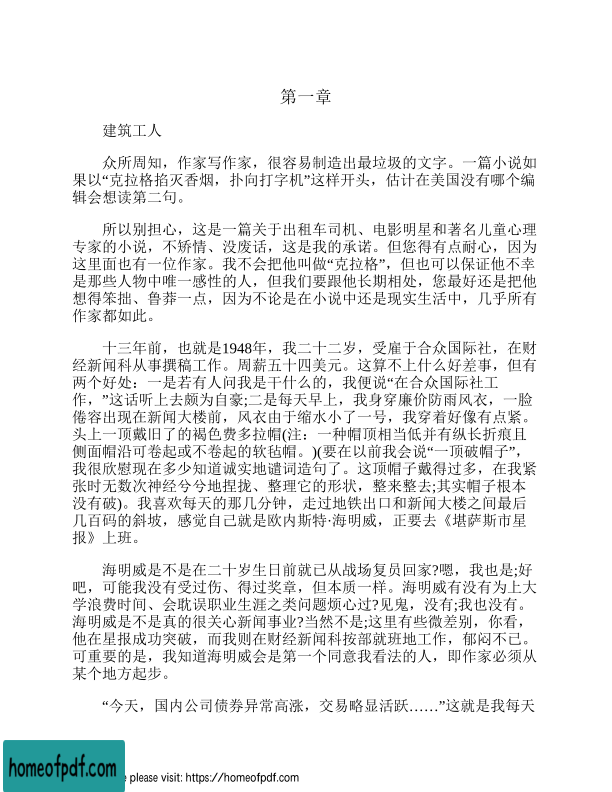 第一章
建筑工人
众所周知，作家写作家，很容易制造出最垃圾的文字。一篇小说如
果以“克拉格掐灭香烟，扑向打字机”这样开头，估计在美国没有哪个编
辑会想读第二句。
所以别担心，这是一篇关于出租车司机、电影明星和著名儿童心理
专家的小说，不矫情、没废话，这是我的承诺。但您得有点耐心，因为
这里面也有一位作家。我不会把他叫做“克拉格”，但也可以保证他不幸
是那些人物中唯一感性的人，但我们要跟他长期相处，您最好还是把他
想得笨拙、鲁莽一点，因为不论是在小说中还是现实生活中，几乎所有
作家都如此。
十三年前，也就是1948年，我二十二岁，受雇于合众国际社，在财
经新闻科从事撰稿工作。周薪五十四美元。这算不上什么好差事，但有
两个好处：一是若有人问我是干什么的，我便说“在合众国际社工
作，”这话听上去颇为自豪;二是每天早上，我身穿廉价防雨风衣，一脸
倦容出现在新闻大楼前，风衣由于缩水小了一号，我穿着好像有点紧。
头上一顶戴旧了的褐色费多拉帽(注：一种帽顶相当低并有纵长折痕且
侧面帽沿可卷起或不卷起的软毡帽。)(要在以前我会说“一顶破帽子”，
我很欣慰现在多少知道诚实地谴词造句了。这顶帽子戴得过多，在我紧
张时无数次神经兮兮地捏拢、整理它的形状，整来整去;其实帽子根本
没有破)。我喜欢每天的那几分钟，走过地铁出口和新闻大楼之间最后
几百码的斜坡，感觉自己就是欧内斯特·海明威，正要去《堪萨斯市星
报》上班。
海明威是不是在二十岁生日前就已从战场复员回家?嗯，我也是;好
吧，可能我没有受过伤、得过奖章，但本质一样。海明威有没有为上大
学浪费时间、会耽误职业生涯之类问题烦心过?见鬼，没有;我也没有。
海明威是不是真的很关心新闻事业?当然不是;这里有些微差别，你看，
他在星报成功突破，而我则在财经新闻科按部就班地工作，郁闷不已。
可重要的是，我知道海明威会是第一个同意我看法的人，即作家必须从
某个地方起步。
“今天，国内公司债券异常高涨，交易略显活跃……”这就是我每天
homeofpdf.com
please visit: https://homeofpdf.com